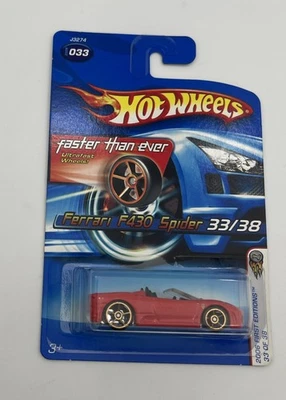 J3274
033
HOT WHEELS
faster than ever
Ultrafast
Wheels!
Ferrari F430 Spider 33/38
3+
2006 FIRST EDITIONS™
33 OF 38